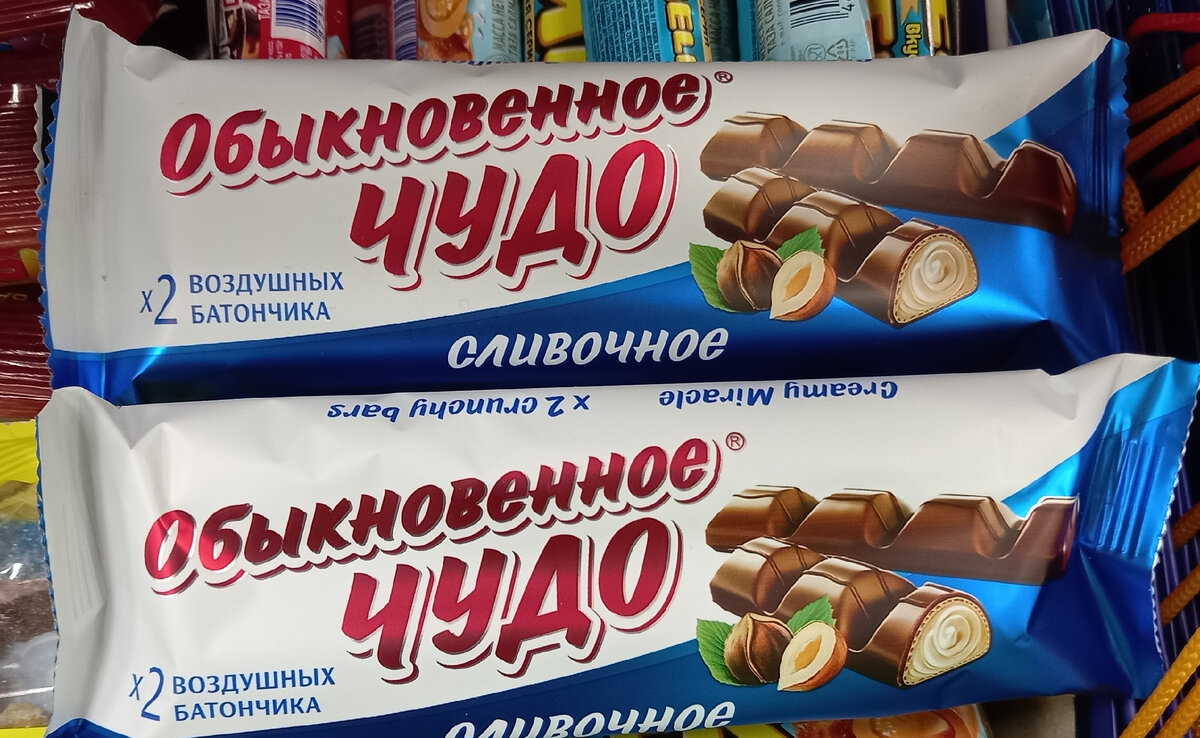 Обыкновенное®
ЧУДО
x2 ВОЗДУШНЫХ
БАТОНЧИКА
сливочное
x 2 crunchy bars
Creamy Miracle
Обыкновенное®
ЧУДО
x2 ВОЗДУШНЫХ
БАТОНЧИКА
сливочное